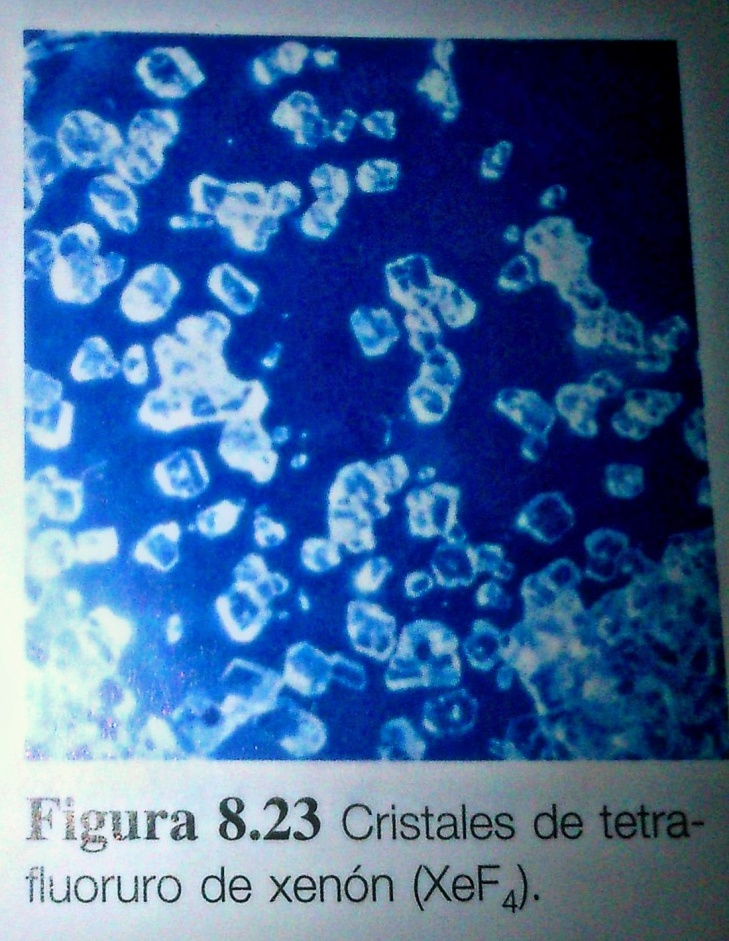 Figura 8.23 Cristales de tetra-
fluoruro de xenón (XeF₄).